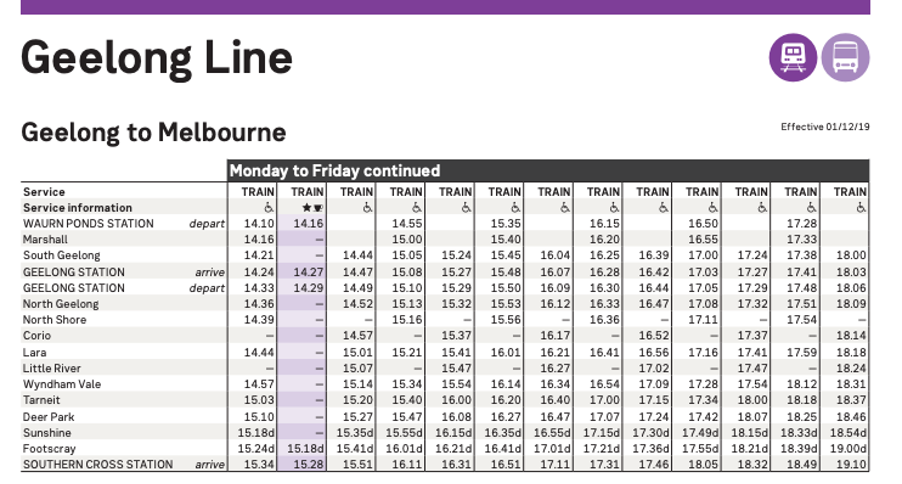 Geelong Line
Geelong to Melbourne
Effective 01/12/19
Monday to Friday continued
Service TRAIN TRAIN TRAIN TRAIN TRAIN TRAIN TRAIN TRAIN TRAIN TRAIN TRAIN TRAIN TRAIN
Service information
WAURN PONDS STATION depart 14.10 14.16 14.55 15.35 16.15 16.50 17.28
Marshall 14.16 – 15.00 15.40 16.20 16.55 17.33
South Geelong 14.21 – 14.44 15.05 15.24 15.45 16.04 16.25 16.39 17.00 17.24 17.38 18.00
GEELONG STATION arrive 14.24 14.27 14.47 15.08 15.27 15.48 16.07 16.28 16.42 17.03 17.27 17.41 18.03
GEELONG STATION depart 14.33 14.29 14.49 15.10 15.29 15.50 16.09 16.30 16.44 17.05 17.29 17.48 18.06
North Geelong 14.36 – 14.52 15.13 15.32 15.53 16.12 16.33 16.47 17.08 17.32 17.51 18.09
North Shore 14.39 – – 15.16 – 15.56 – 16.36 – 17.11 – 17.54 –
Corio – – 14.57 – 15.37 – 16.17 – 16.52 – 17.37 – 18.14
Lara 14.44 – 15.01 15.21 15.41 16.01 16.21 16.41 16.56 17.16 17.41 17.59 18.18
Little River – – 15.07 – 15.47 – 16.27 – 17.02 – 17.47 – 18.24
Wyndham Vale 14.57 – 15.14 15.34 15.54 16.14 16.34 16.54 17.09 17.28 17.54 18.12 18.31
Tarneit 15.03 – 15.20 15.40 16.00 16.20 16.40 17.00 17.15 17.34 18.00 18.18 18.37
Deer Park 15.10 – 15.27 15.47 16.08 16.27 16.47 17.07 17.24 17.42 18.07 18.25 18.46
Sunshine 15.18d – 15.35d 15.55d 16.15d 16.35d 16.55d 17.15d 17.30d 17.49d 18.15d 18.33d 18.54d
Footscray 15.24d 15.18d 15.41d 16.01d 16.21d 16.41d 17.01d 17.21d 17.36d 17.55d 18.21d 18.39d 19.00d
SOUTHERN CROSS STATION arrive 15.34 15.28 15.51 16.11 16.31 16.51 17.11 17.31 17.46 18.05 18.32 18.49 19.10